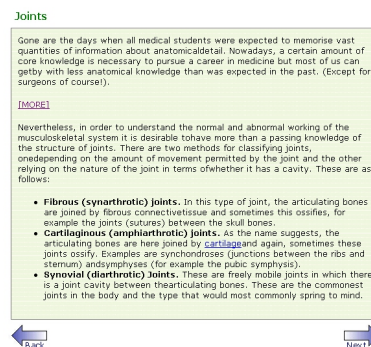 Joints
Gone are the days when all medical students were expected to memorise vast
quantities of information about anatomicaldetail. Nowadays, a certain amount of
core knowledge is necessary to pursue a career in medicine but most of us can
getby with less anatomical knowledge than was expected in the past. (Except for
surgeons of course!).
[MORE]
Nevertheless, in order to understand the normal and abnormal working of the
musculoskeletal system it is desirable tohave more than a passing knowledge of
the structure of joints. There are two methods for classifying joints,
onedepending on the amount of movement permitted by the joint and the other
relying on the nature of the joint in terms ofwhether it has a cavity. These are as
follows:
• Fibrous (synarthrotic) joints. In this type of joint, the articulating bones
are joined by fibrous connectivetissue and sometimes this ossifies, for
example the joints (sutures) between the skull bones.
• Cartilaginous (amphiarthrotic) joints. As the name suggests, the
articulating bones are here joined by cartilageand again, sometimes these
joints ossify. Examples are synchondroses (junctions between the ribs and
sternum) andsymphyses (for example the pubic symphysis).
• Synovial (diarthrotic) Joints. These are freely mobile joints in which there
is a joint cavity between thearticulating bones. These are the commonest
joints in the body and the type that would most commonly spring to mind.
Back Next